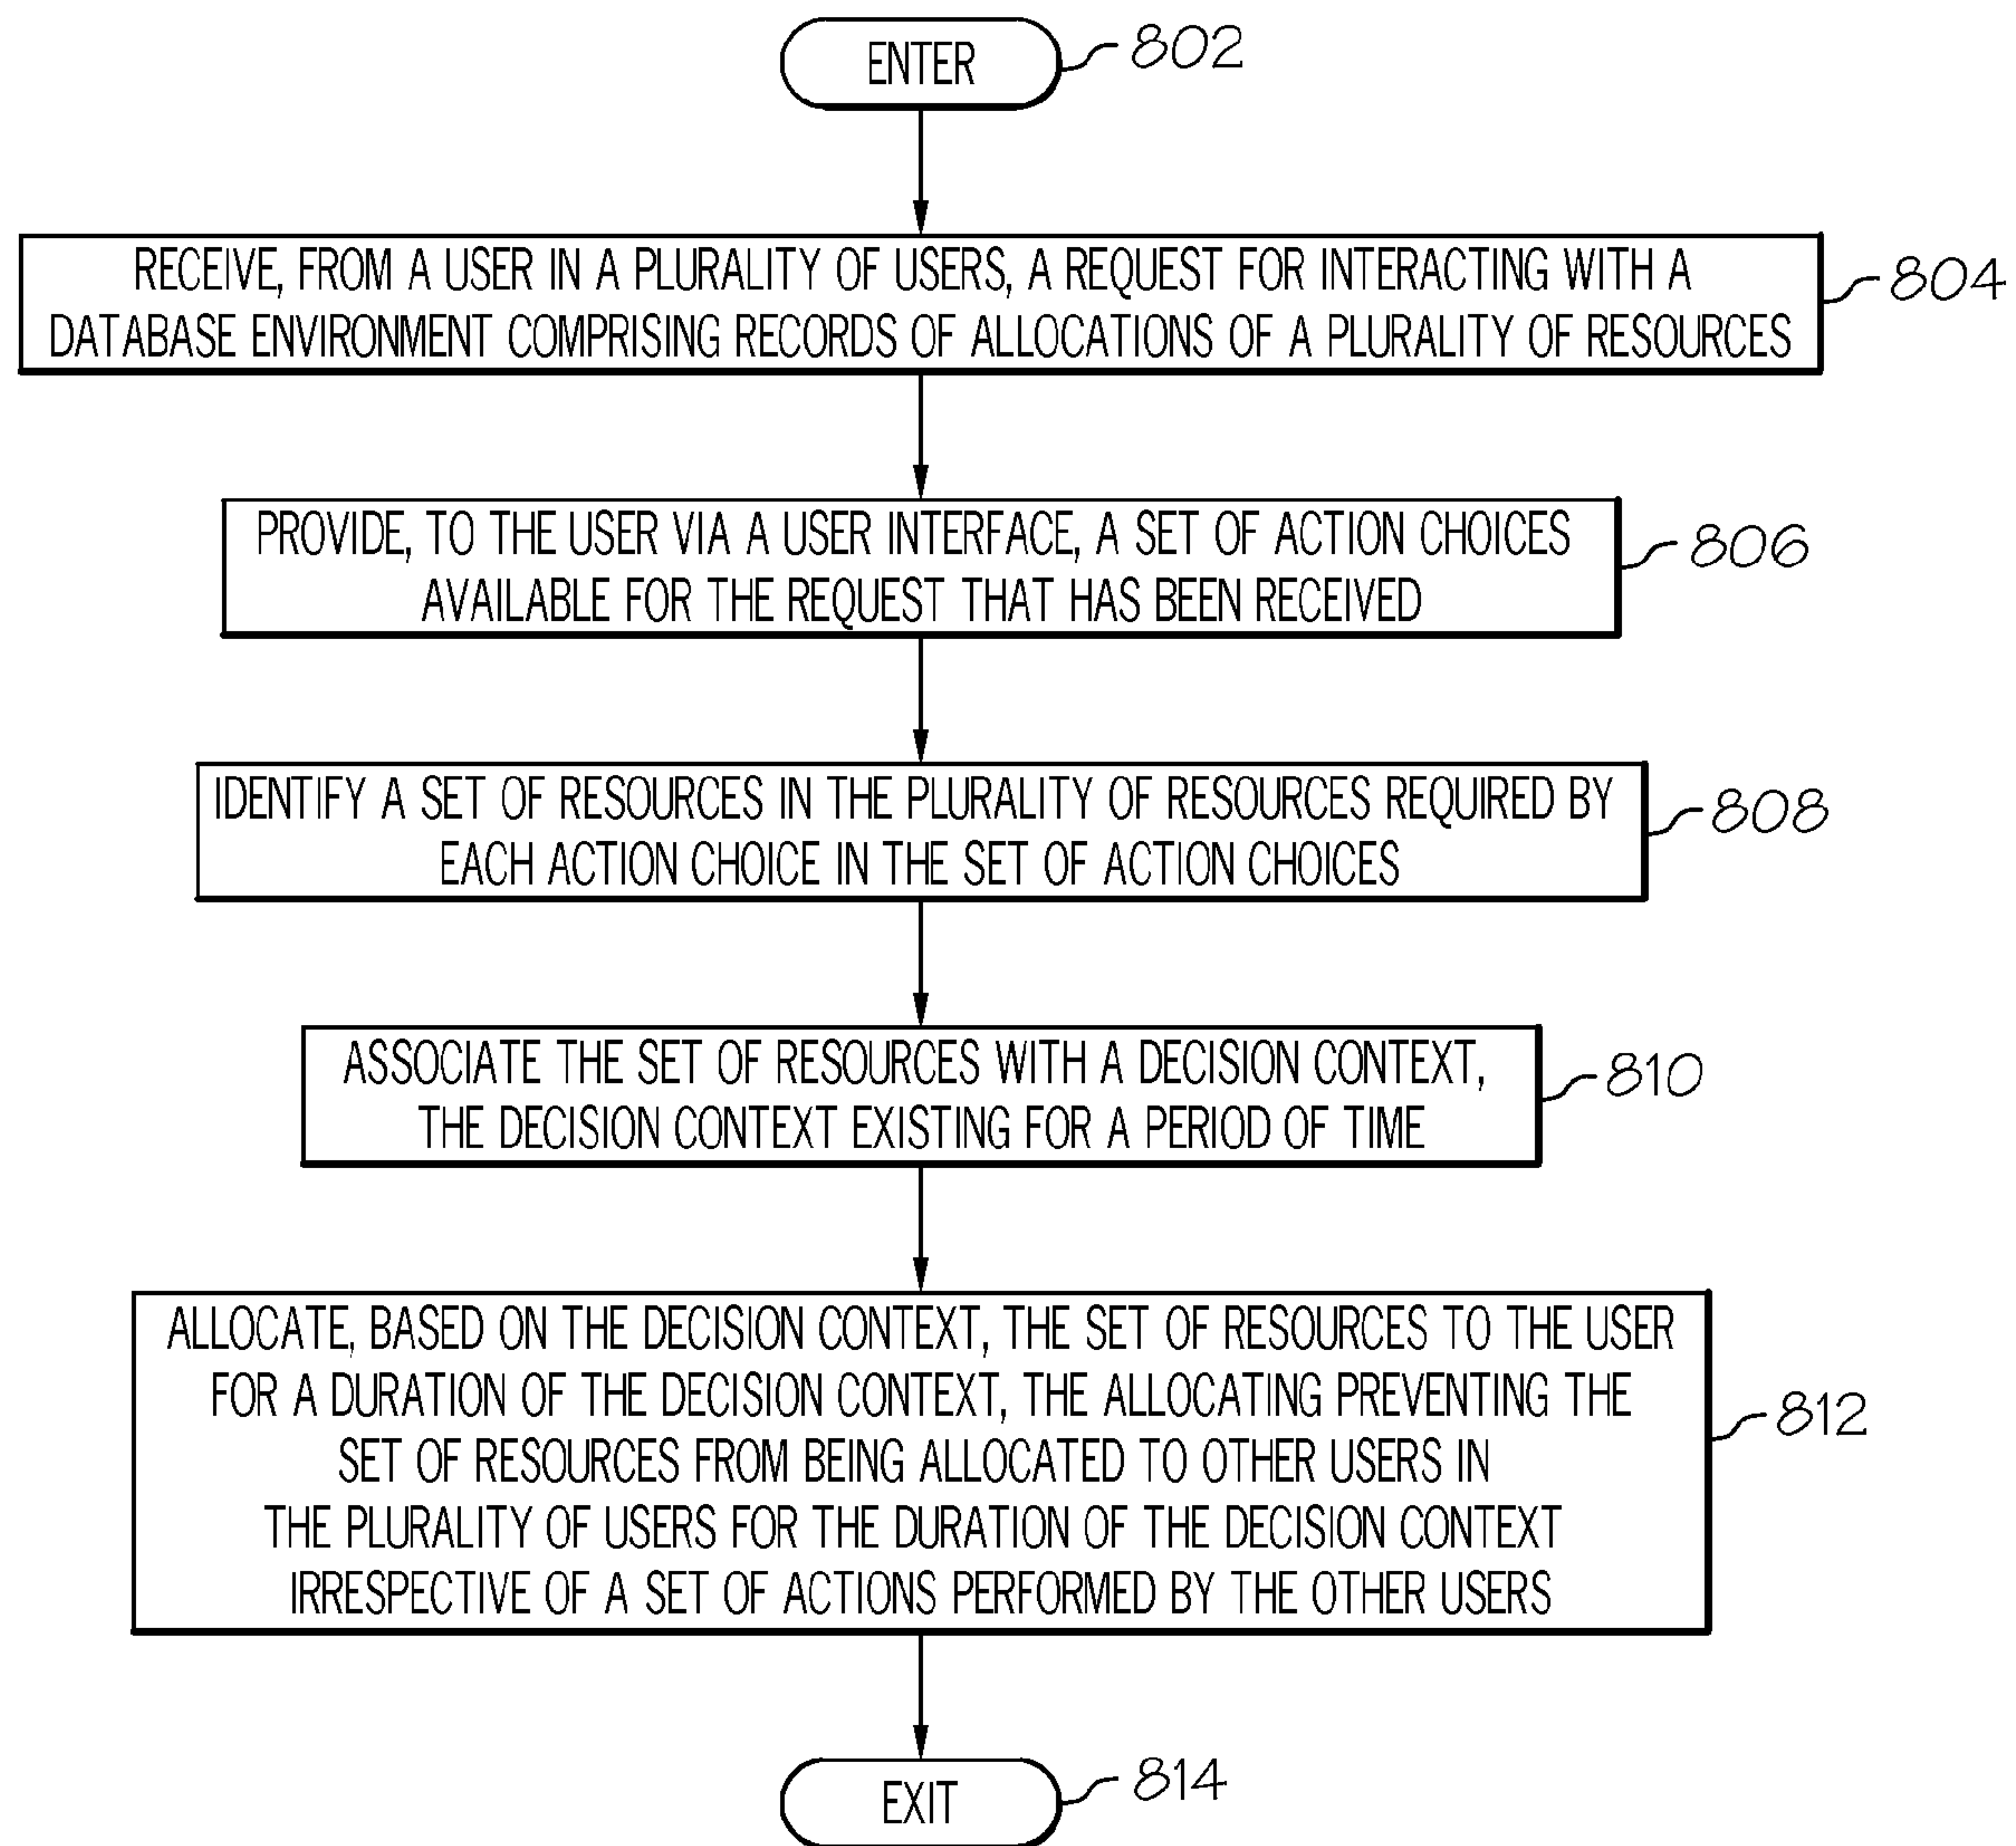 ENTER
802
RECEIVE, FROM A USER IN A PLURALITY OF USERS, A REQUEST FOR INTERACTING WITH A
DATABASE ENVIRONMENT COMPRISING RECORDS OF ALLOCATIONS OF A PLURALITY OF RESOURCES
804
PROVIDE, TO THE USER VIA A USER INTERFACE, A SET OF ACTION CHOICES
AVAILABLE FOR THE REQUEST THAT HAS BEEN RECEIVED
806
IDENTIFY A SET OF RESOURCES IN THE PLURALITY OF RESOURCES REQUIRED BY
EACH ACTION CHOICE IN THE SET OF ACTION CHOICES
808
ASSOCIATE THE SET OF RESOURCES WITH A DECISION CONTEXT,
THE DECISION CONTEXT EXISTING FOR A PERIOD OF TIME
810
ALLOCATE, BASED ON THE DECISION CONTEXT, THE SET OF RESOURCES TO THE USER
FOR A DURATION OF THE DECISION CONTEXT, THE ALLOCATING PREVENTING THE
SET OF RESOURCES FROM BEING ALLOCATED TO OTHER USERS IN
THE PLURALITY OF USERS FOR THE DURATION OF THE DECISION CONTEXT
IRRESPECTIVE OF A SET OF ACTIONS PERFORMED BY THE OTHER USERS
812
EXIT
814